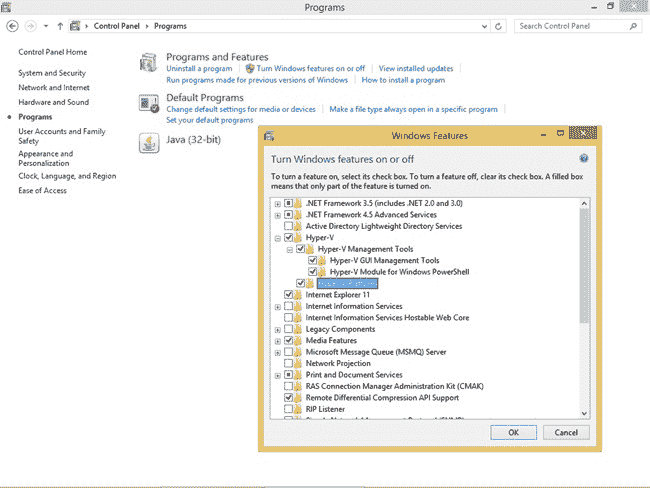 Programs
Control Panel ▸ Programs
Search Control Panel
Control Panel Home
System and Security
Network and Internet
Hardware and Sound
Programs
User Accounts and Family
Safety
Appearance and
Personalization
Clock, Language, and Region
Ease of Access
Programs and Features
Uninstall a program
Turn Windows features on or off
View installed updates
Run programs made for previous versions of Windows
How to install a program
Default Programs
Change default settings for media or devices
Make a file type always open in a specific program
Set your default programs
Java (32-bit)
Windows Features
Turn Windows features on or off
To turn a feature on, select its check box. To turn a feature off, clear its check box. A filled box
means that only part of the feature is turned on.
.NET Framework 3.5 (includes .NET 2.0 and 3.0)
.NET Framework 4.5 Advanced Services
Active Directory Lightweight Directory Services
Hyper-V
Hyper-V Management Tools
Hyper-V GUI Management Tools
Hyper-V Module for Windows PowerShell
Internet Explorer 11
Internet Information Services
Internet Information Services Hostable Web Core
Legacy Components
Media Features
Microsoft Message Queue (MSMQ) Server
Network Projection
Print and Document Services
RAS Connection Manager Administration Kit (CMAK)
Remote Differential Compression API Support
RIP Listener
OK
Cancel